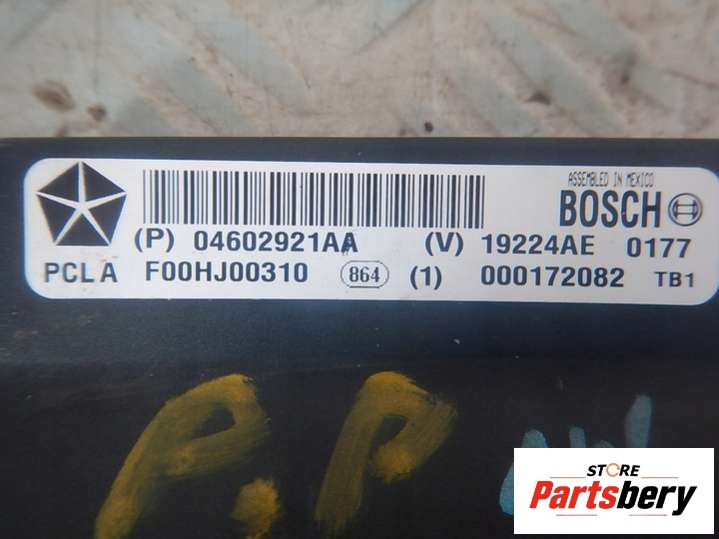 ASSEMBLED IN MEXICO
BOSCH
(P) 04602921AA (V) 19224AE 0177
PCLA F00HJ00310 864 (1) 000172082 TB1
P.P
STORE
Partsbery